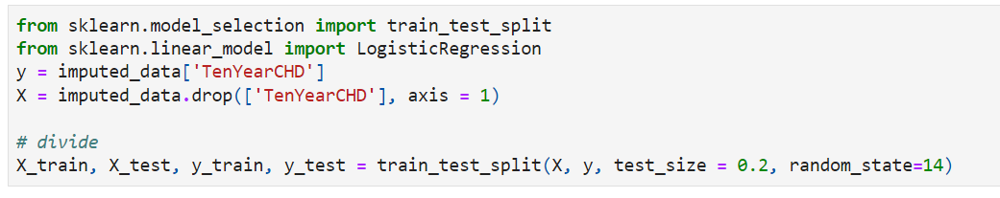 from sklearn.model_selection import train_test_split
from sklearn.linear_model import LogisticRegression
y = imputed_data['TenYearCHD']
X = imputed_data.drop(['TenYearCHD'], axis = 1)
# divide
X_train, X_test, y_train, y_test = train_test_split(X, y, test_size = 0.2, random_state=14)